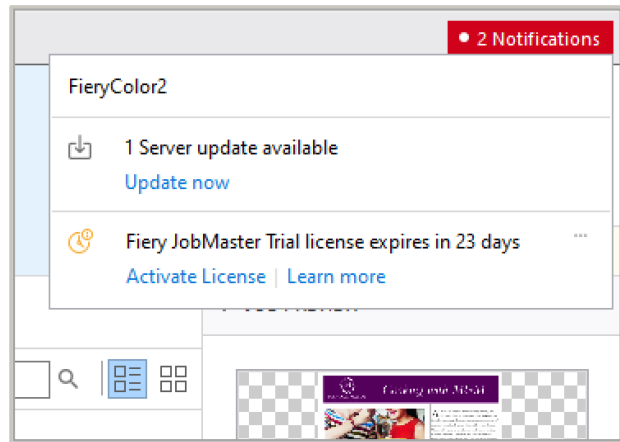 2 Notifications
FieryColor2
1 Server update available
Update now
Fiery JobMaster Trial license expires in 23 days
Activate License | Learn more